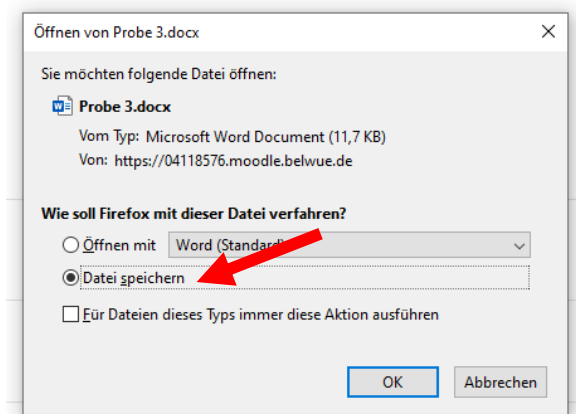 Öffnen von Probe 3.docx
Sie möchten folgende Datei öffnen:
Probe 3.docx
Vom Typ: Microsoft Word Document (11,7 KB)
Von: https://04118576.moodle.belwue.de
Wie soll Firefox mit dieser Datei verfahren?
Öffnen mit Word (Standard)
Datei speichern
Für Dateien dieses Typs immer diese Aktion ausführen
OK Abbrechen